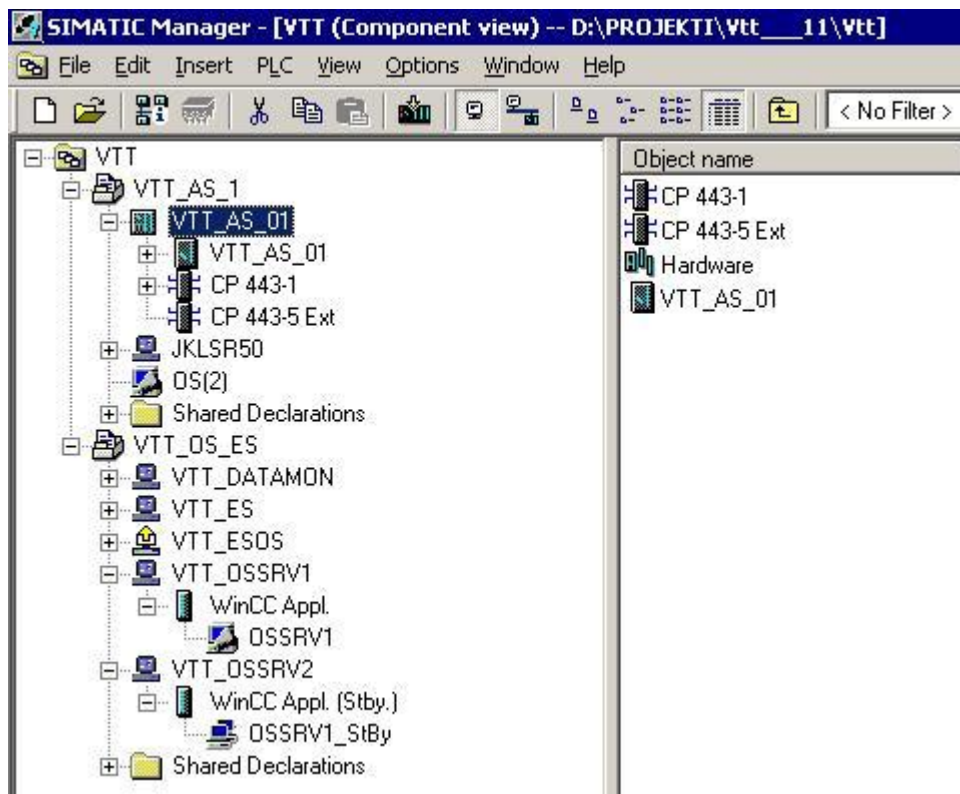 SIMATIC Manager - [VTT (Component view) -- D:\PROJEKTI\Vtt___11\Vtt]
File Edit Insert PLC View Options Window Help
< No Filter >
VTT
VTT_AS_1
VTT_AS_01
VTT_AS_01
CP 443-1
CP 443-5 Ext
JKLSR50
OS(2)
Shared Declarations
VTT_OS_ES
VTT_DATAMON
VTT_ES
VTT_ESOS
VTT_OSSRV1
WinCC Appl.
OSSRV1
VTT_OSSRV2
WinCC Appl. (Stby.)
OSSRV1_StBy
Shared Declarations
Object name
CP 443-1
CP 443-5 Ext
Hardware
VTT_AS_01